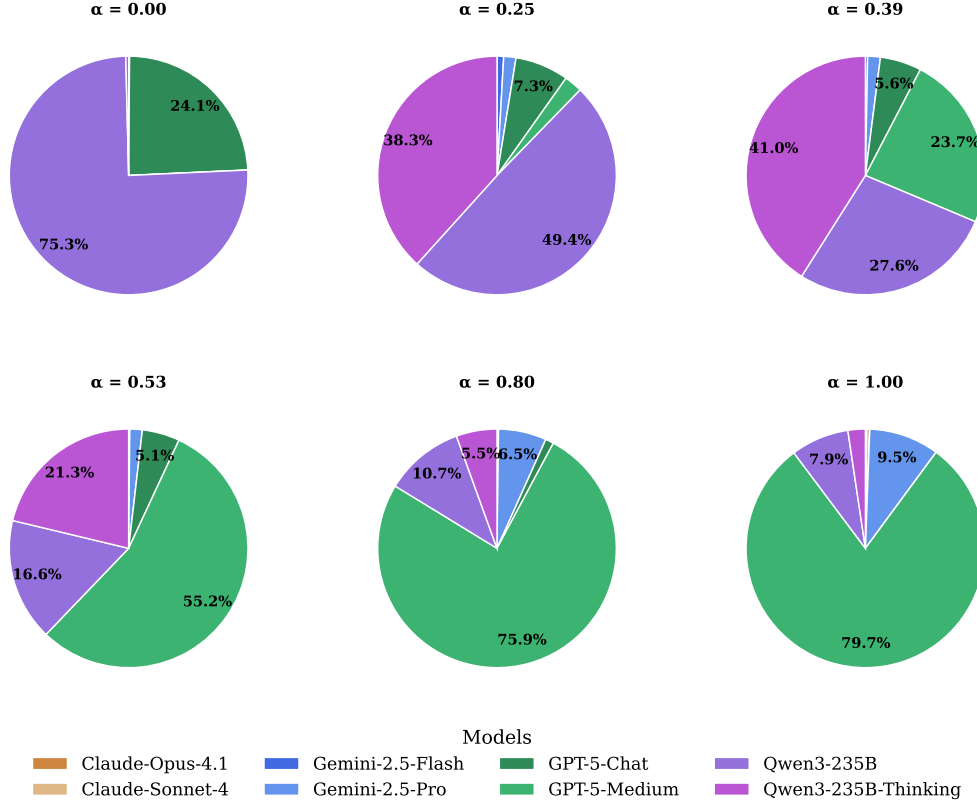 α = 0.00
α = 0.25
α = 0.39
24.1%
75.3%
7.3%
38.3%
49.4%
5.6%
23.7%
41.0%
27.6%
α = 0.53
α = 0.80
α = 1.00
5.1%
21.3%
16.6%
55.2%
5.5%
6.5%
10.7%
75.9%
7.9%
9.5%
79.7%
Models
Claude-Opus-4.1
Claude-Sonnet-4
Gemini-2.5-Flash
Gemini-2.5-Pro
GPT-5-Chat
GPT-5-Medium
Qwen3-235B
Qwen3-235B-Thinking